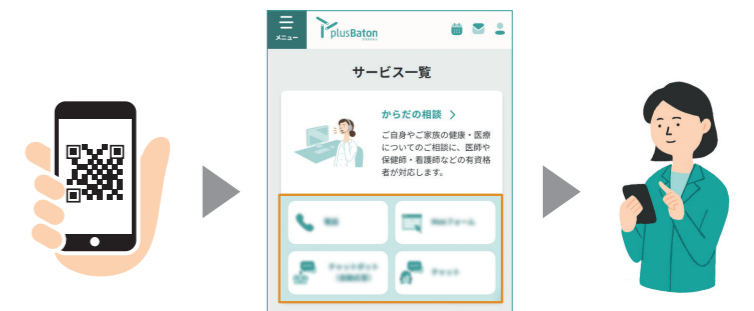 メニュー
plusBaton
サービス一覧
からだの相談
ご自身やご家族の健康・医療
についてのご相談に、医師や
保健師・看護師などの有資格
者が対応します。